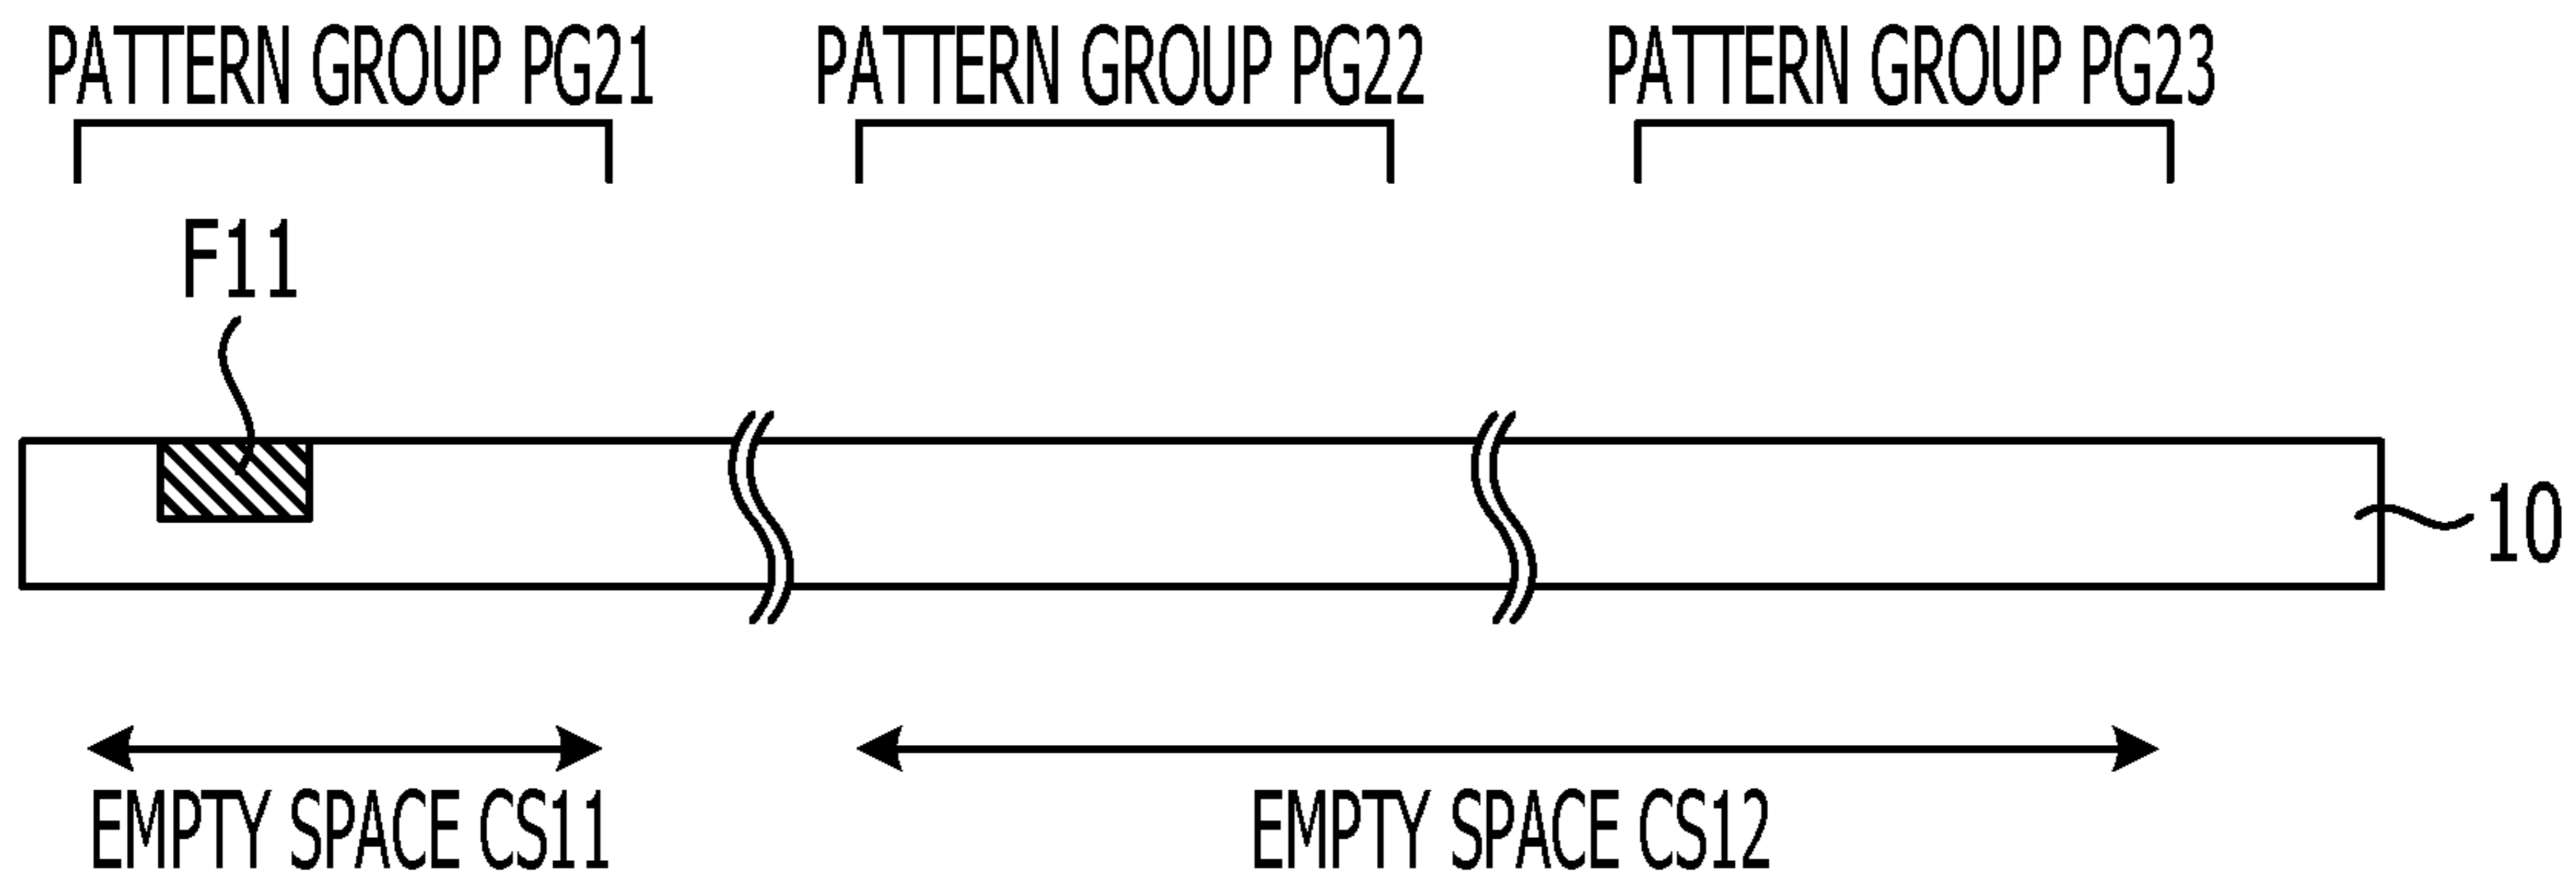 PATTERN GROUP PG21 PATTERN GROUP PG22 PATTERN GROUP PG23
F11
10
EMPTY SPACE CS11 EMPTY SPACE CS12